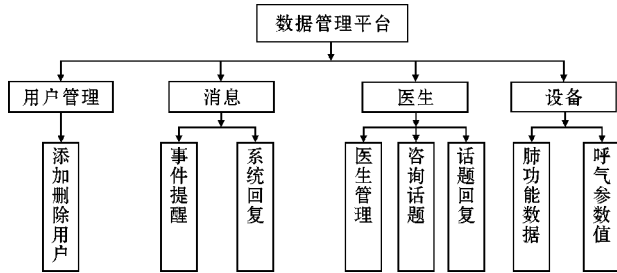 数据管理平台
用户管理
消息
医生
设备
添加删除用户
事件提醒
系统回复
医生管理
咨询话题
话题回复
肺功能数据
呼气参数值